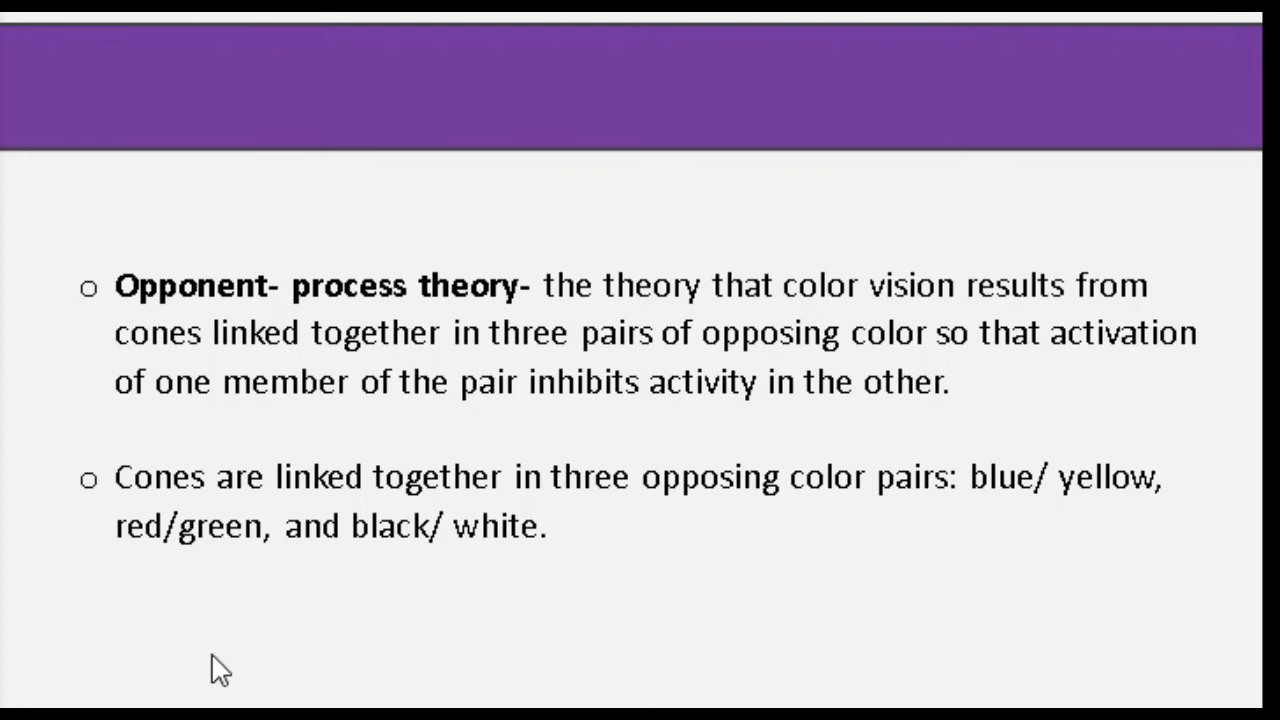 o Opponent- process theory- the theory that color vision results from
cones linked together in three pairs of opposing color so that activation
of one member of the pair inhibits activity in the other.
o Cones are linked together in three opposing color pairs: blue/ yellow,
red/green, and black/ white.